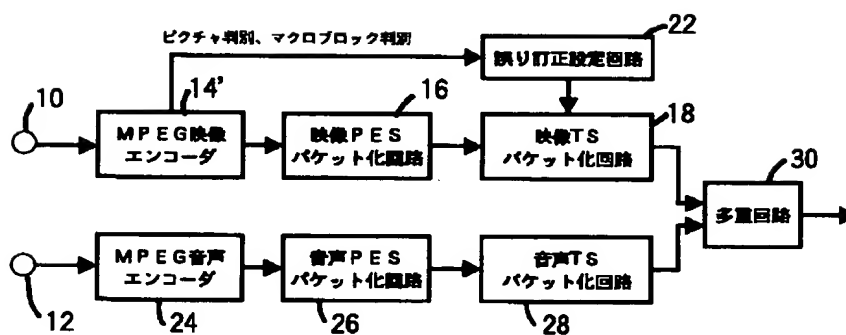 ピクチャ判別、マクロブロック判別
22
誤り訂正設定回路
10
14'
16
18
MPEG映像
エンコーダ
映像PES
パケット化回路
映像TS
パケット化回路
30
多重回路
MPEG音声
エンコーダ
音声PES
パケット化回路
音声TS
パケット化回路
12
24
26
28